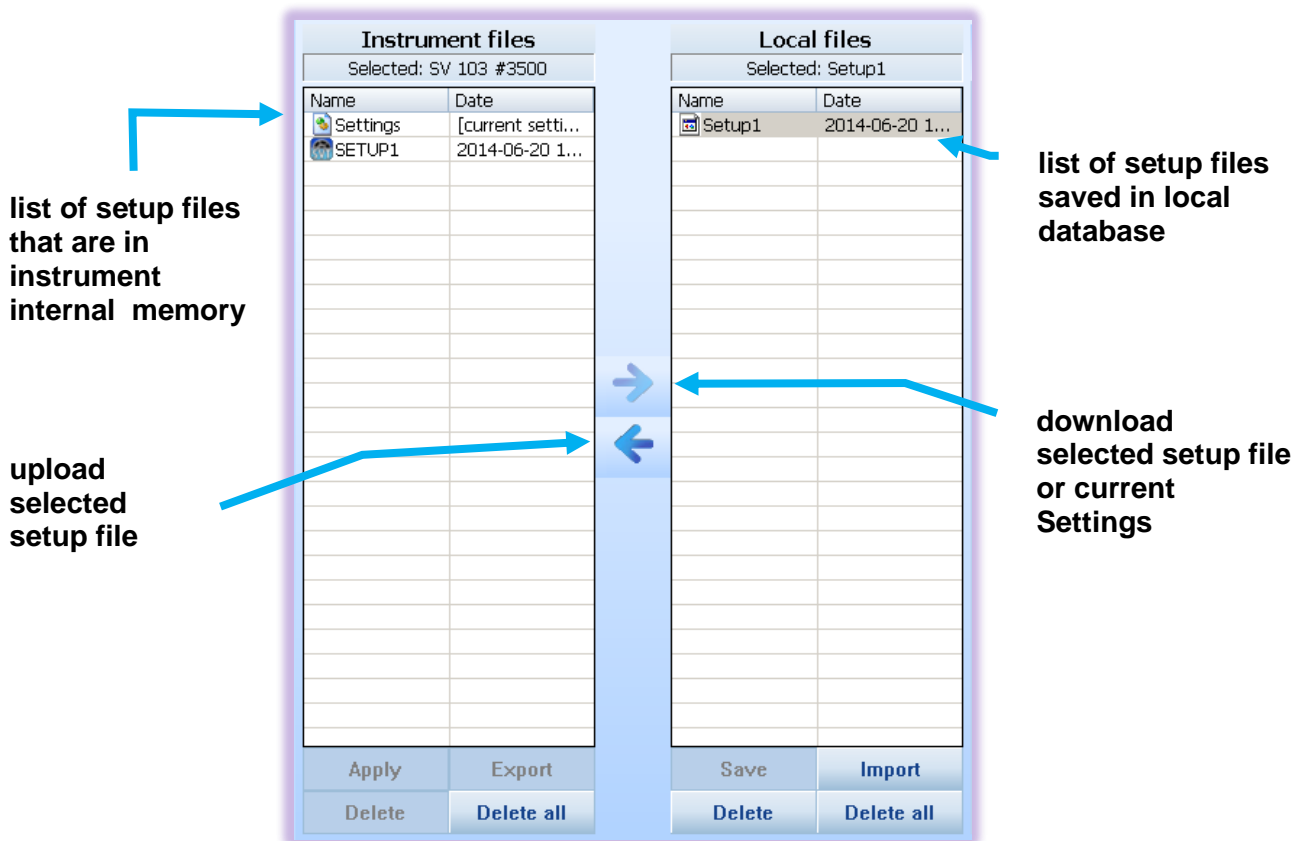 Instrument files
Selected: SV 103 #3500
Name Date
Settings [current setti...
SETUP1 2014-06-20 1...
Apply Export
Delete Delete all
Local files
Selected: Setup1
Name Date
Setup1 2014-06-20 1...
Save Import
Delete Delete all
list of setup files
that are in
instrument
internal memory
upload
selected
setup file
list of setup files
saved in local
database
download
selected setup file
or current
Settings